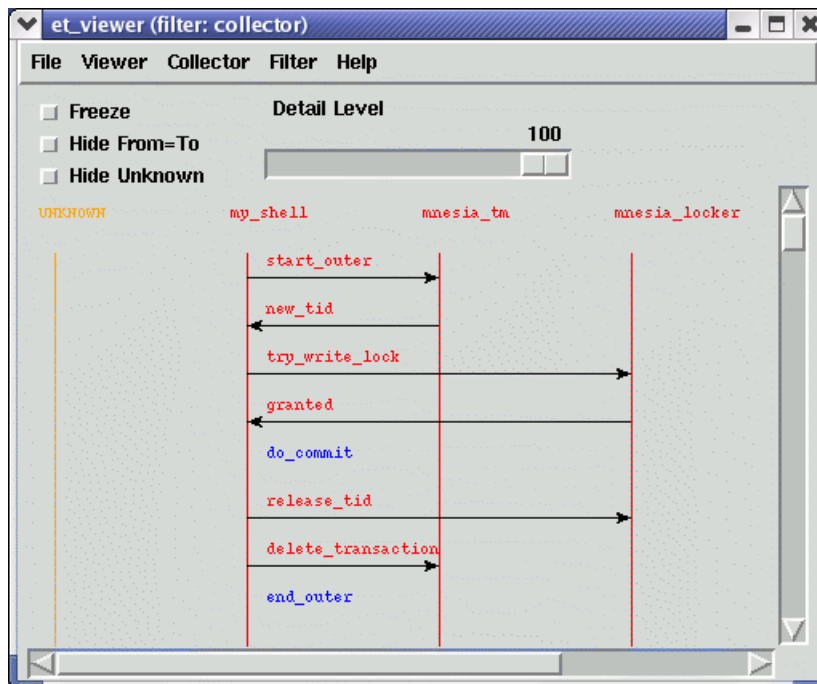 et_viewer (filter: collector)
File Viewer Collector Filter Help
Freeze
Hide From=To
Hide Unknown
Detail Level
100
UNKNOWN my_shell mnesia_tm mnesia_locker
start_outer
new_tid
try_write_lock
granted
do_commit
release_tid
delete_transaction
end_outer